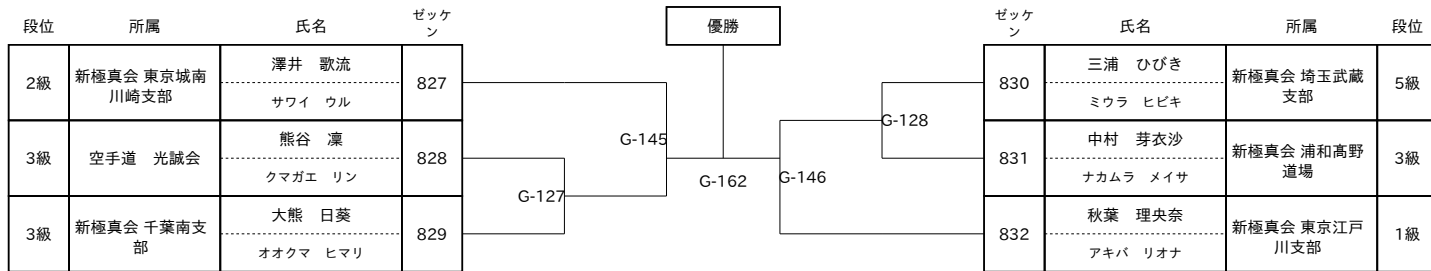 段位
所属
氏名
ゼッケ
ン
優勝
ゼッケ
ン
氏名
所属
段位
2級
新極真会 東京城南
川崎支部
澤井　歌流
サワイ　ウル
827
3級
空手道　光誠会
熊谷　凜
クマガエ　リン
828
3級
新極真会 千葉南支
部
大熊　日葵
オオクマ　ヒマリ
829
G-145
G-127
G-162
G-146
G-128
830
三浦　ひびき
ミウラ　ヒビキ
新極真会 埼玉武蔵
支部
5級
831
中村　芽衣沙
ナカムラ　メイサ
新極真会 浦和髙野
道場
3級
832
秋葉　理央奈
アキバ　リオナ
新極真会 東京江戸
川支部
1級